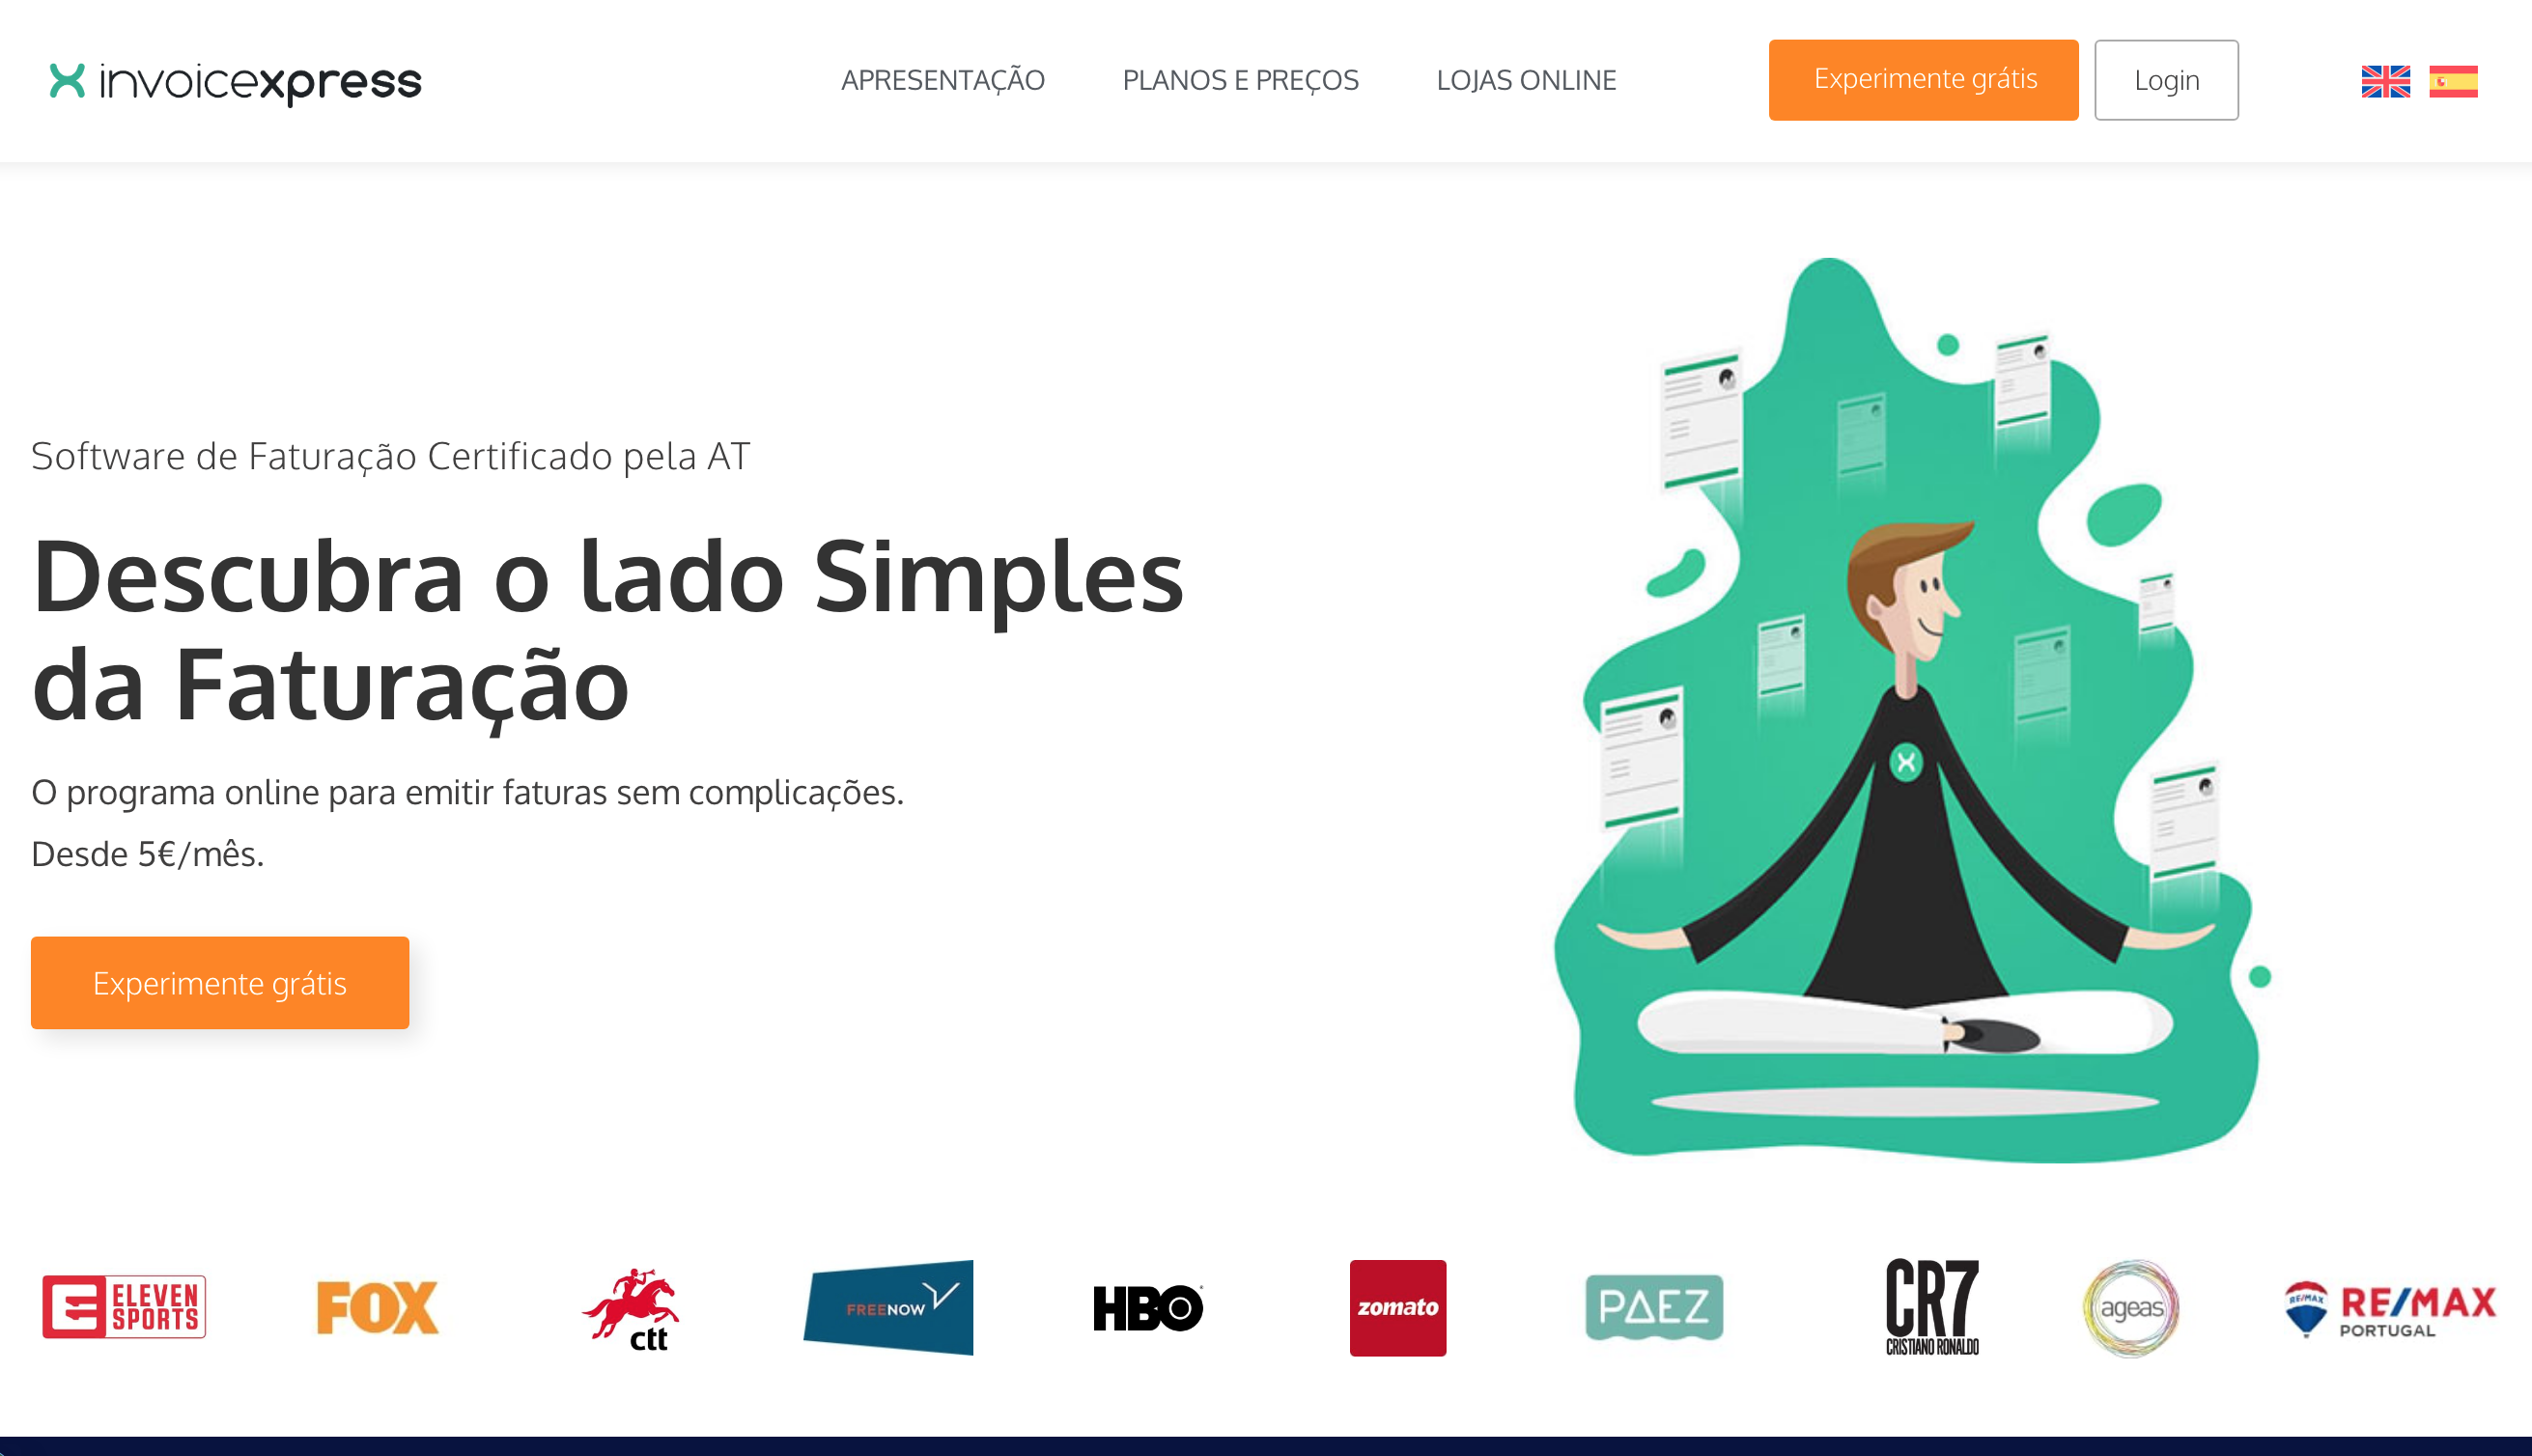 invoicexpress
APRESENTAÇÃO
PLANOS E PREÇOS
LOJAS ONLINE
Experimente grátis
Login
Software de Faturação Certificado pela AT
Descubra o lado Simples
da Faturação
O programa online para emitir faturas sem complicações.
Desde 5€/mês.
Experimente grátis
ELEVEN
SPORTS
FOX
ctt
FREENOW
HBO
zomato
PAEZ
CR7
CRISTIANO RONALDO
ageas
RE/MAX
RE/MAX
PORTUGAL